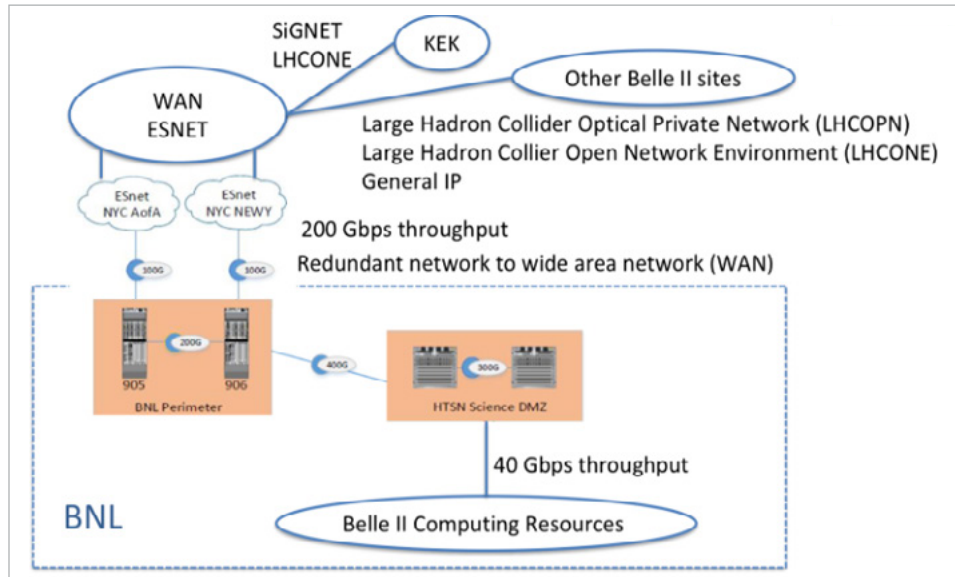 SiGNET
LHCONE
KEK
Other Belle II sites
WAN
ESNET
Large Hadron Collider Optical Private Network (LHCOPN)
Large Hadron Collier Open Network Environment (LHCONE)
General IP
ESnet
NYC AofA
ESnet
NYC NEWY
200 Gbps throughput
Redundant network to wide area network (WAN)
100G
100G
200G
905
906
BNL Perimeter
400G
300G
HTSN Science DMZ
40 Gbps throughput
BNL
Belle II Computing Resources